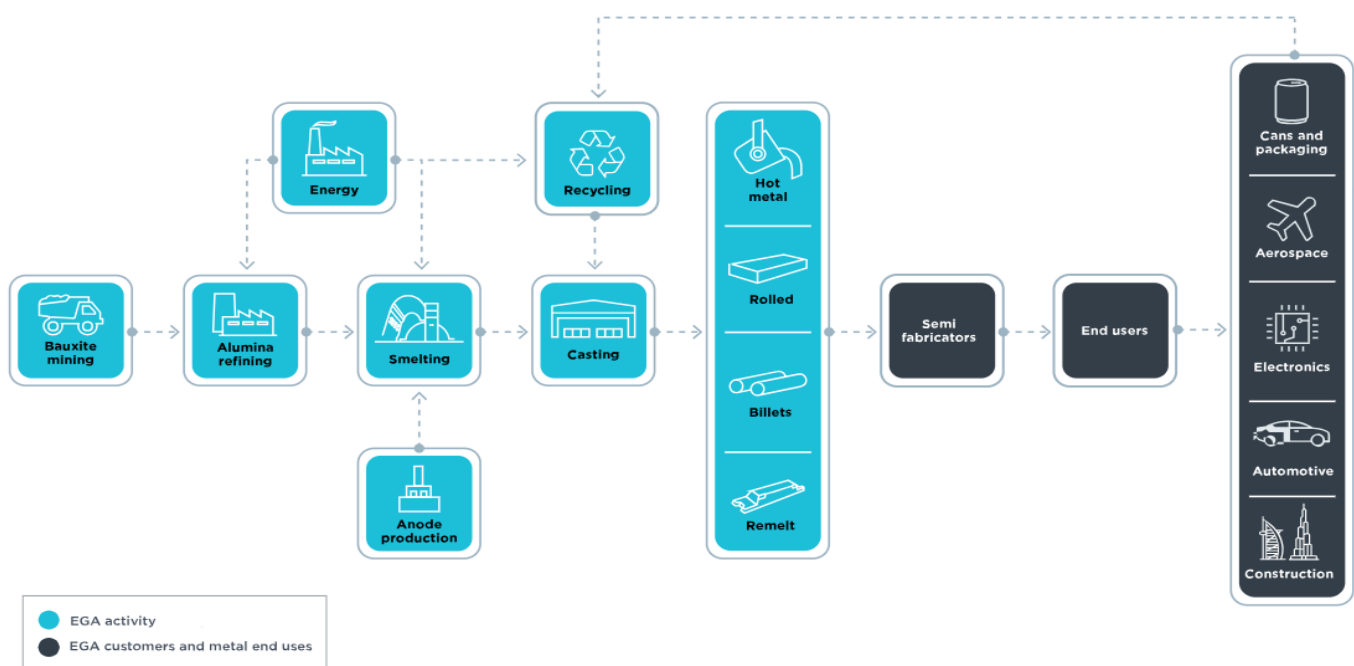 Energy
Recycling
Bauxite
mining
Alumina
refining
Smelting
Casting
Anode
production
Hot
metal
Rolled
Billets
Remelt
Semi
fabricators
End users
Cans and
packaging
Aerospace
Electronics
Automotive
Construction
EGA activity
EGA customers and metal end uses